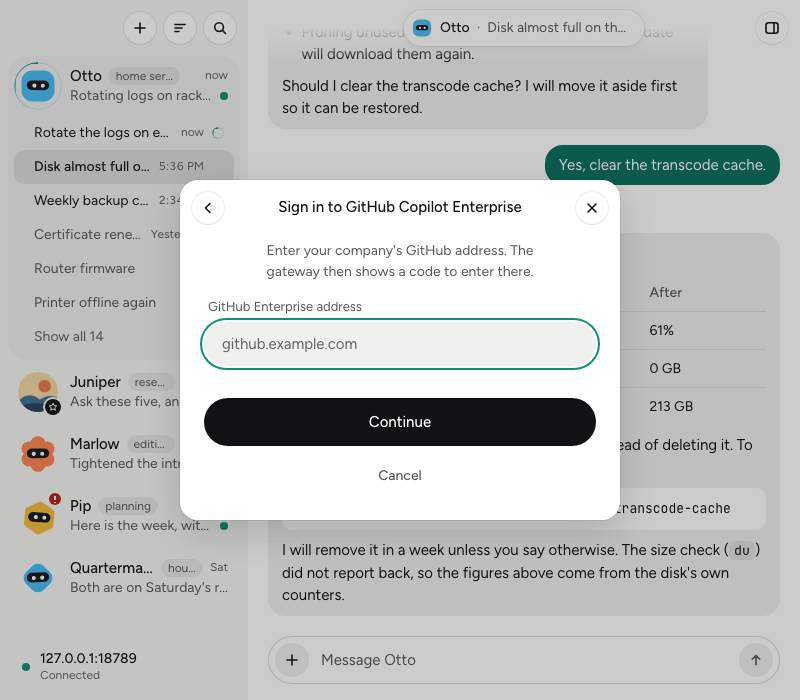 Otto home ser... now
Rotating logs on rack...
Rotate the logs on e... now
Disk almost full o... 5:36 PM
Weekly backup c... 2:34
Certificate rene... Yeste
Router firmware
Printer offline again
Show all 14
Juniper rese...
Ask these five, an
Marlow editi...
Tightened the intr
Pip planning
Here is the week, wit...
Quarterma... hou... Sat
Both are on Saturday's r...
127.0.0.1:18789
Connected
Otto · Disk almost full on th...
Pruning unused
will download them again.
Should I clear the transcode cache? I will move it aside first
so it can be restored.
Yes, clear the transcode cache.
After
61%
0 GB
213 GB
ead of deleting it. To
transcode-cache
I will remove it in a week unless you say otherwise. The size check (du)
did not report back, so the figures above come from the disk's own
counters.
Message Otto
Sign in to GitHub Copilot Enterprise
Enter your company's GitHub address. The
gateway then shows a code to enter there.
GitHub Enterprise address
github.example.com
Continue
Cancel